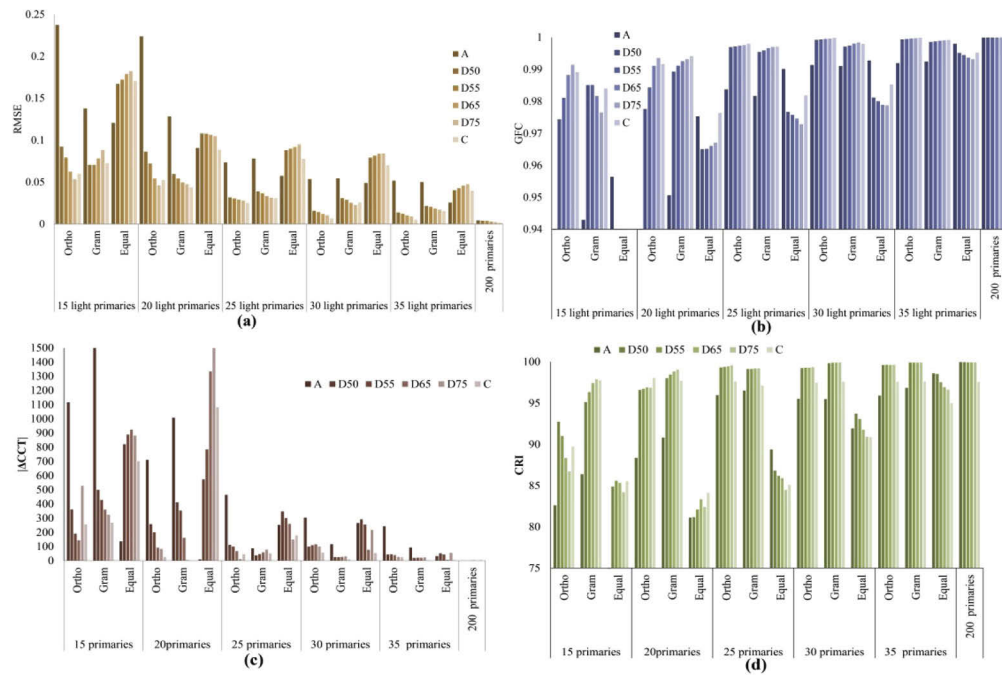 0.25
0.2
0.15
0.1
0.05
0
RMSE
A
D50
D55
D65
D75
C
Ortho
Gram
Equal
Ortho
Gram
Equal
Ortho
Gram
Equal
Ortho
Gram
Equal
Ortho
Gram
Equal
200 primaries
15 light primaries
20 light primaries
25 light primaries
30 light primaries
35 light primaries
(a)
1
0.99
0.98
0.97
0.96
0.95
0.94
GFC
A
D50
D55
D65
D75
C
Ortho
Gram
Equal
Ortho
Gram
Equal
Ortho
Gram
Equal
Ortho
Gram
Equal
Ortho
Gram
Equal
200 primaries
15 light primaries
20 light primaries
25 light primaries
30 light primaries
35 light primaries
(b)
1500
1400
1300
1200
1100
1000
900
800
700
600
500
400
300
200
100
0
|ΔCCT|
A D50 D55 D65 D75 C
Ortho
Gram
Equal
Ortho
Gram
Equal
Ortho
Gram
Equal
Ortho
Gram
Equal
Ortho
Gram
Equal
200 primaries
15 primaries
20primaries
25 primaries
30 primaries
35 primaries
(c)
100
95
90
85
80
75
CRI
A D50 D55 D65 D75 C
Ortho
Gram
Equal
Ortho
Gram
Equal
Ortho
Gram
Equal
Ortho
Gram
Equal
Ortho
Gram
Equal
200 primaries
15 primaries
20primaries
25 primaries
30 primaries
35 primaries
(d)